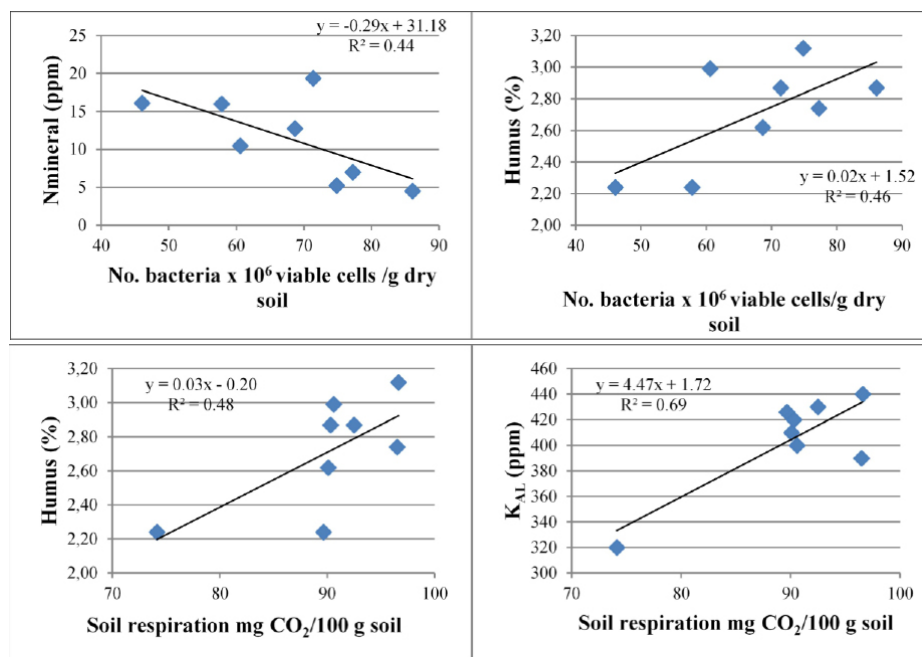 y = -0.29x + 31.18
R² = 0.44
25
20
15
10
5
0
Nmineral (ppm)
40 50 60 70 80 90
No. bacteria x 10⁶ viable cells /g dry
soil
3,20
3,00
2,80
2,60
2,40
2,20
2,00
Humus (%)
y = 0.02x + 1.52
R² = 0.46
40 50 60 70 80 90
No. bacteria x 10⁶ viable cells/g dry
soil
3,20
3,00
2,80
2,60
2,40
2,20
2,00
Humus (%)
y = 0.03x - 0.20
R² = 0.48
70 80 90 100
Soil respiration mg CO₂/100 g soil
460
440
420
400
380
360
340
320
300
K_AL (ppm)
y = 4.47x + 1.72
R² = 0.69
70 80 90 100
Soil respiration mg CO₂/100 g soil